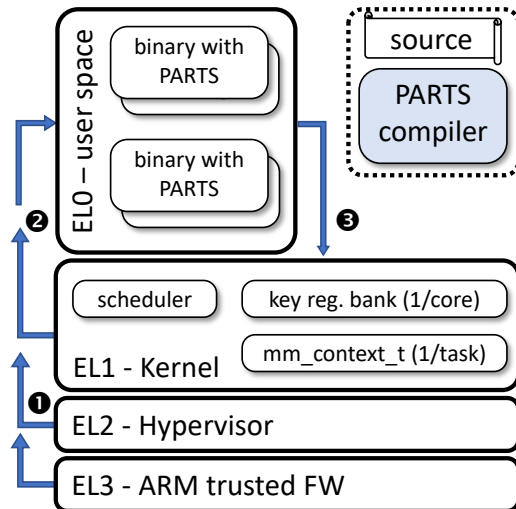 EL0 – user space
binary with
PARTS
binary with
PARTS
source
PARTS
compiler
❷
❸
scheduler
key reg. bank (1/core)
mm_context_t (1/task)
EL1 - Kernel
❶
EL2 - Hypervisor
EL3 - ARM trusted FW